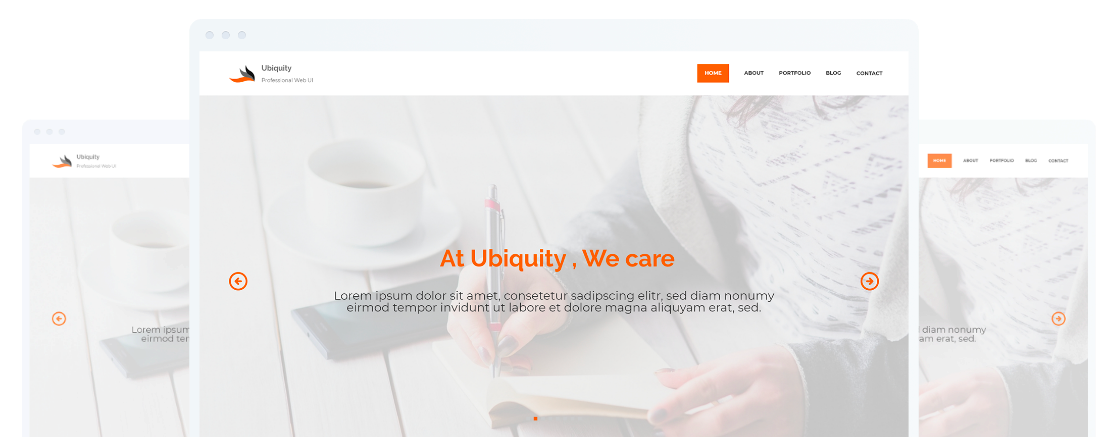 Ubiquity
Professional Web UI
HOME ABOUT PORTFOLIO BLOG CONTACT
At Ubiquity , We care
Lorem ipsum dolor sit amet, consetetur sadipscing elitr, sed diam nonumy
eirmod tempor invidunt ut labore et dolore magna aliquyam erat, sed.
Ubiquity
Professional Web UI
Lorem ipsum
eirmod ter
HOME ABOUT PORTFOLIO BLOG CONTACT
diam nonumy
am erat, sed.